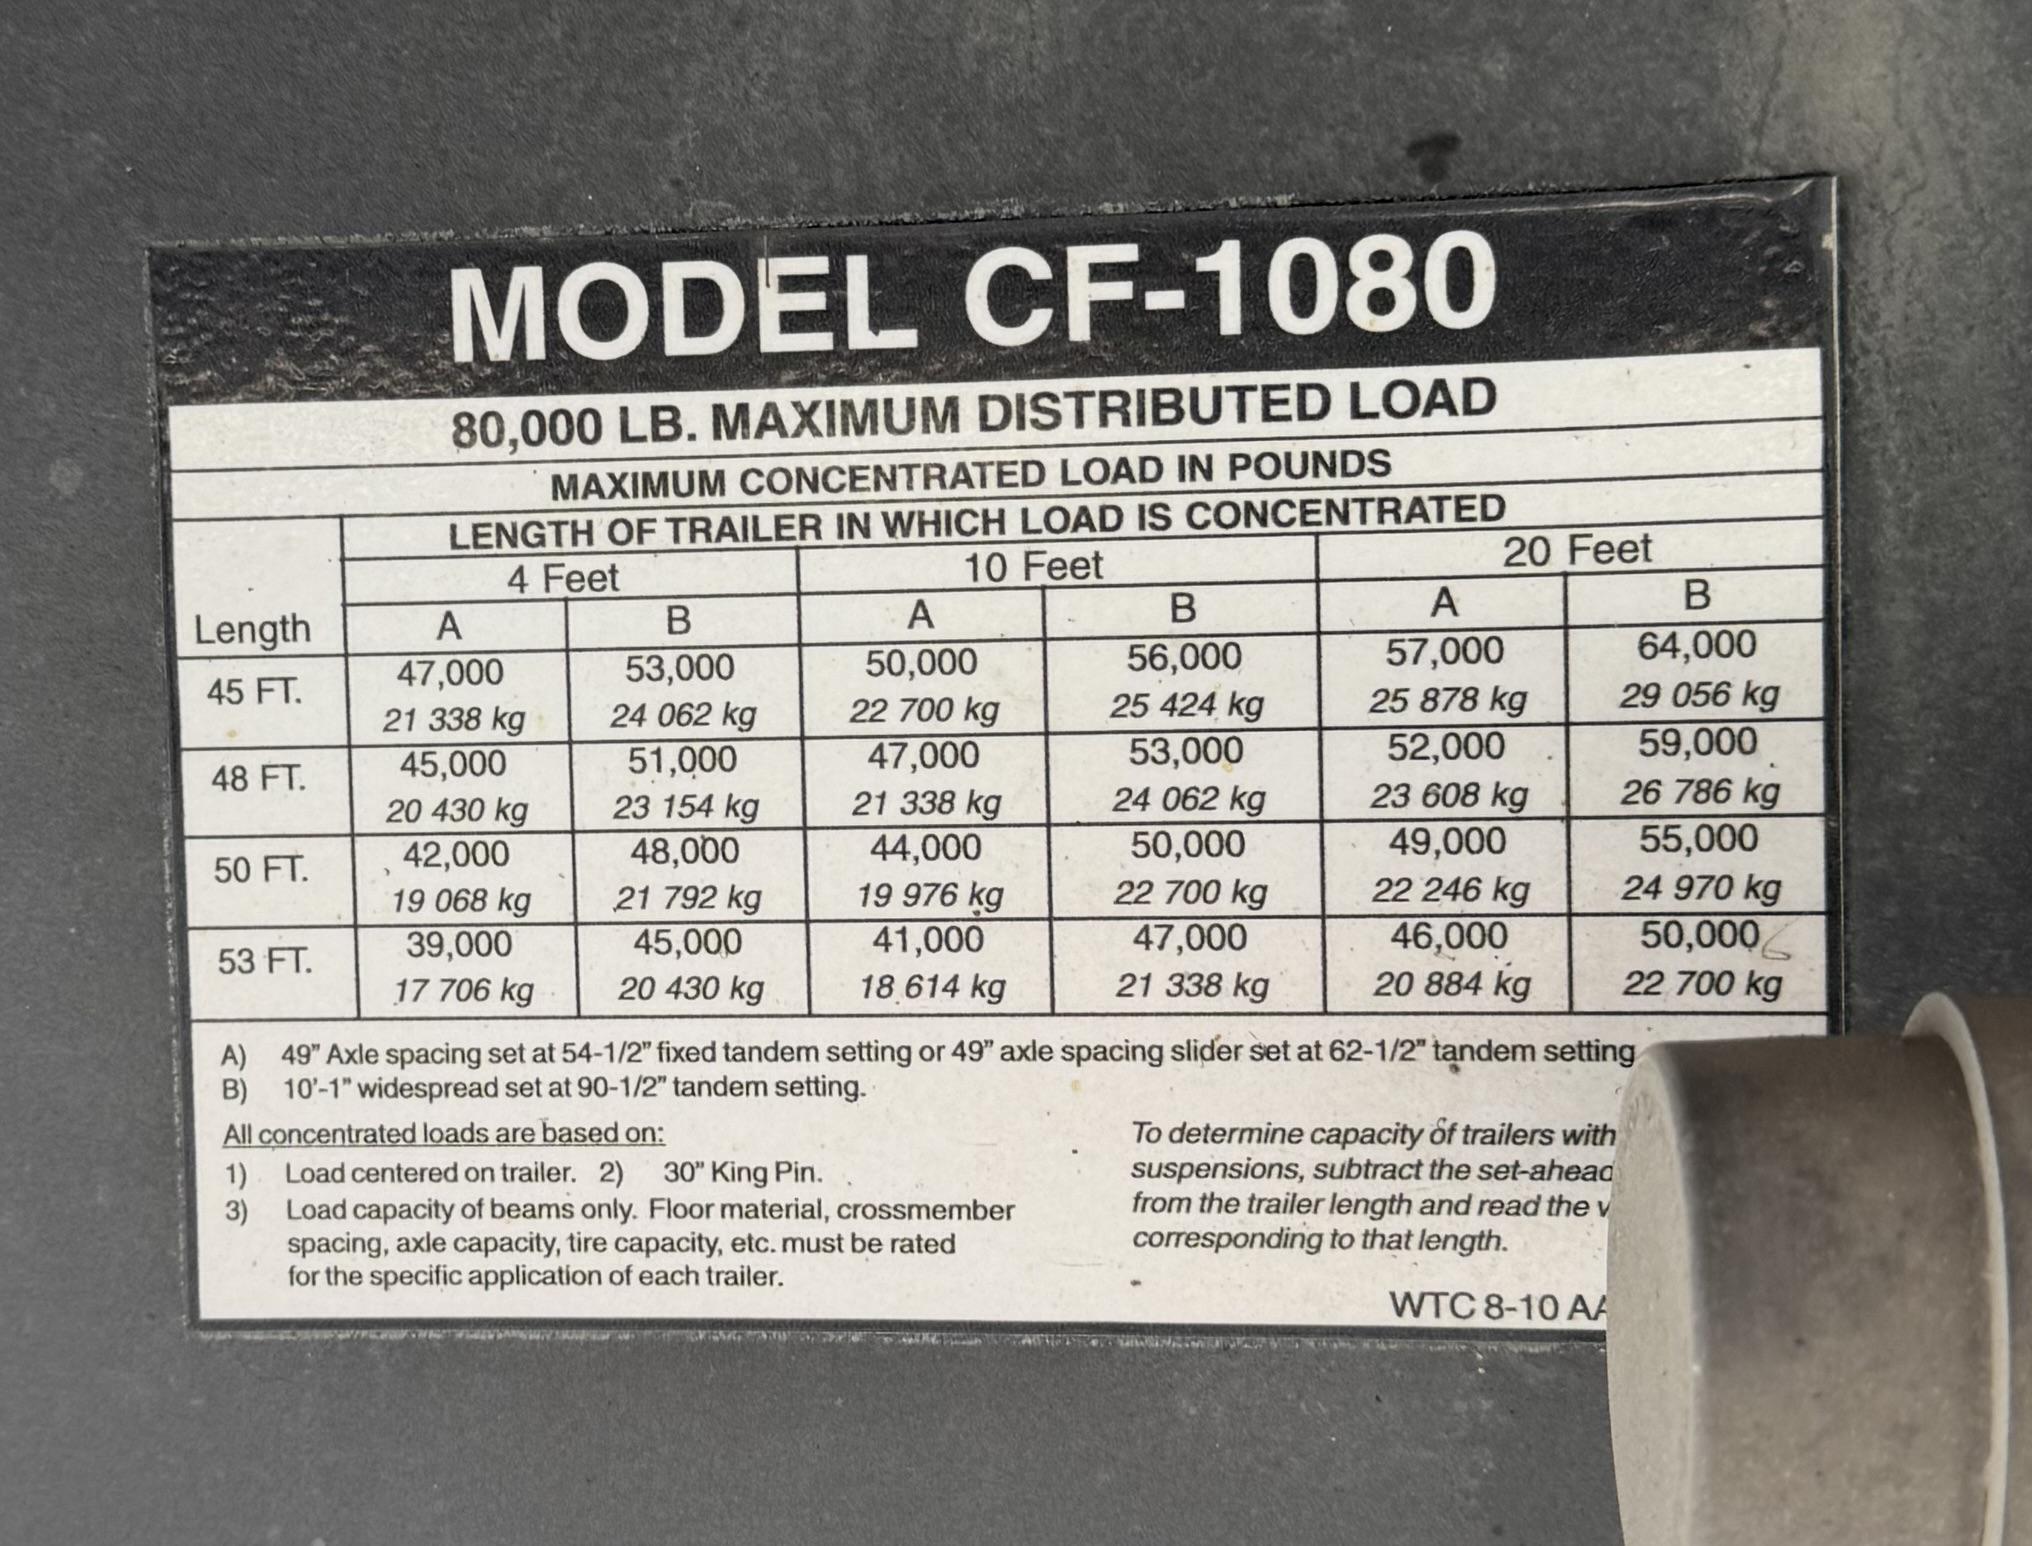 MODEL CF-1080
80,000 LB. MAXIMUM DISTRIBUTED LOAD
MAXIMUM CONCENTRATED LOAD IN POUNDS
LENGTH OF TRAILER IN WHICH LOAD IS CONCENTRATED
4 Feet 10 Feet 20 Feet
Length A B A B A B
45 FT. 47,000 53,000 50,000 56,000 57,000 64,000
21 338 kg 24 062 kg 22 700 kg 25 424 kg 25 878 kg 29 056 kg
48 FT. 45,000 51,000 47,000 53,000 52,000 59,000
20 430 kg 23 154 kg 21 338 kg 24 062 kg 23 608 kg 26 786 kg
50 FT. 42,000 48,000 44,000 50,000 49,000 55,000
19 068 kg 21 792 kg 19 976 kg 22 700 kg 22 246 kg 24 970 kg
53 FT. 39,000 45,000 41,000 47,000 46,000 50,000
17 706 kg 20 430 kg 18 614 kg 21 338 kg 20 884 kg 22 700 kg
A) 49” Axle spacing set at 54-1/2” fixed tandem setting or 49” axle spacing slider set at 62-1/2” tandem setting
B) 10'-1” widespread set at 90-1/2” tandem setting.
All concentrated loads are based on:
1) Load centered on trailer. 2) 30” King Pin.
3) Load capacity of beams only. Floor material, crossmember
spacing, axle capacity, tire capacity, etc. must be rated
for the specific application of each trailer.
To determine capacity of trailers with
suspensions, subtract the set-ahead
from the trailer length and read the
corresponding to that length.
WTC 8-10